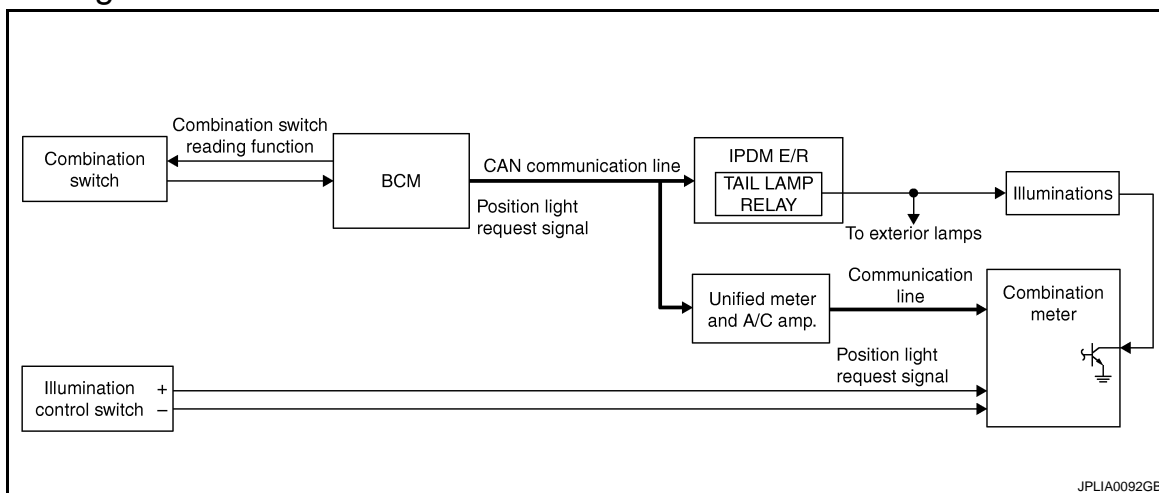 Combination switch
reading function
Combination
switch
BCM
CAN communication line
Position light
request signal
IPDM E/R
TAIL LAMP
RELAY
To exterior lamps
Illuminations
Unified meter
and A/C amp.
Communication
line
Combination
meter
Position light
request signal
Illumination
control switch
+
–
JPLIA0092GB